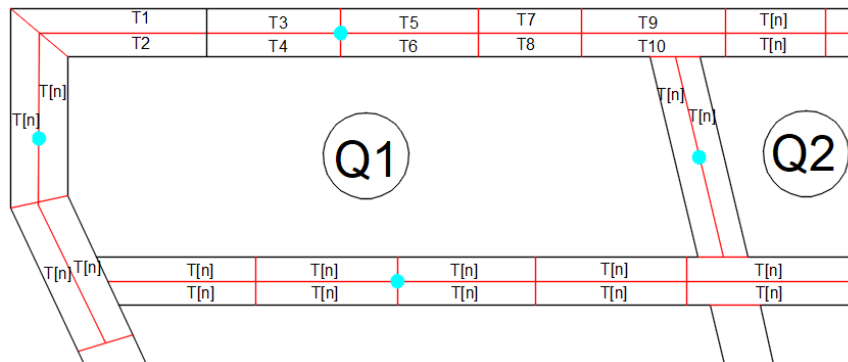 T1 T3 T5 T7 T9 T[n]
T2 T4 T6 T8 T10 T[n]
T[n] T[n] T[n] T[n]
Q1 Q2
T[n] T[n] T[n] T[n] T[n] T[n] T[n]
T[n] T[n] T[n] T[n] T[n]